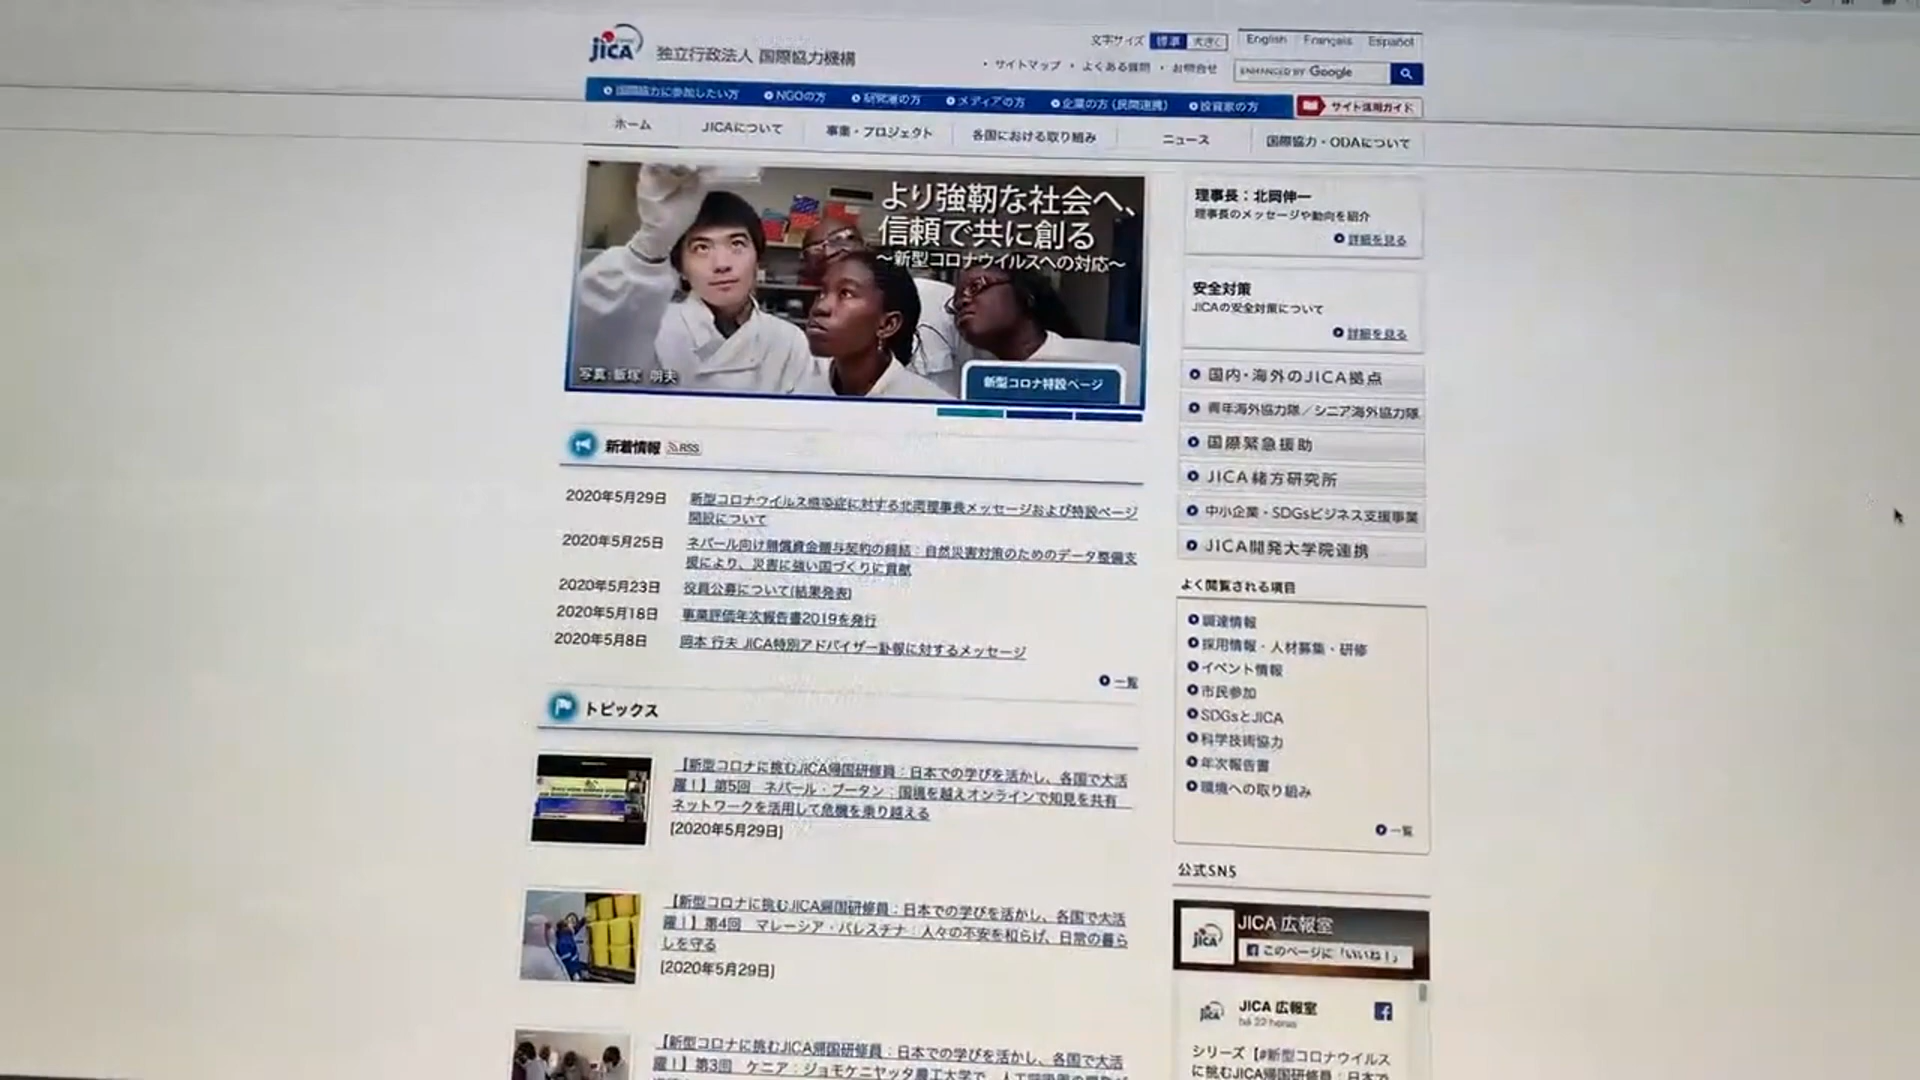 JICA 独立行政法人 国際協力機構
文字サイズ 標準 大きく English Français Español
・サイトマップ ・よくある質問 ・お問合せ ENHANCED BY Google
国際協力に参加したい方 NGOの方 研究者の方 メディアの方 企業の方（民間連携） 投資家の方 サイト活用ガイド
ホーム JICAについて 事業・プロジェクト 各国における取り組み ニュース 国際協力・ODAについて
より強靭な社会へ、
信頼で共に創る
～新型コロナウイルスへの対応～
写真：飯塚 明夫
新型コロナ特設ページ
新着情報 RSS
2020年5月29日 新型コロナウイルス感染症に対する北岡理事長メッセージおよび特設ページ
開設について
2020年5月25日 ネパール向け無償資金贈与契約の締結：自然災害対策のためのデータ整備支
援により、災害に強い国づくりに貢献
2020年5月23日 役員公募について(結果発表)
2020年5月18日 事業評価年次報告書2019を発行
2020年5月8日 岡本 行夫 JICA特別アドバイザー訃報に対するメッセージ
一覧
トピックス
【新型コロナに挑むJICA帰国研修員：日本での学びを活かし、各国で大活
躍！】第5回 ネパール・ブータン：国境を越えオンラインで知見を共有
ネットワークを活用して危機を乗り越える
[2020年5月29日]
【新型コロナに挑むJICA帰国研修員：日本での学びを活かし、各国で大活
躍！】第4回 マレーシア・パレスチナ：人々の不安を和らげ、日常の暮ら
しを守る
[2020年5月29日]
【新型コロナに挑むJICA帰国研修員：日本での学びを活かし、各国で大活
躍！】第3回 ケニア：ジョモケニヤッタ農工大学で、
理事長：北岡伸一
理事長のメッセージや動向を紹介
詳細を見る
安全対策
JICAの安全対策について
詳細を見る
国内・海外のJICA拠点
青年海外協力隊／シニア海外協力隊
国際緊急援助
JICA緒方研究所
中小企業・SDGsビジネス支援事業
JICA開発大学院連携
よく閲覧される項目
調達情報
採用情報・人材募集・研修
イベント情報
市民参加
SDGsとJICA
科学技術協力
年次報告書
環境への取り組み
一覧
公式SNS
JICA JICA 広報室
このページに「いいね！」
JICA JICA 広報室
há 22 horas
シリーズ【#新型コロナウイルス
に挑むJICA帰国研修員：日本で